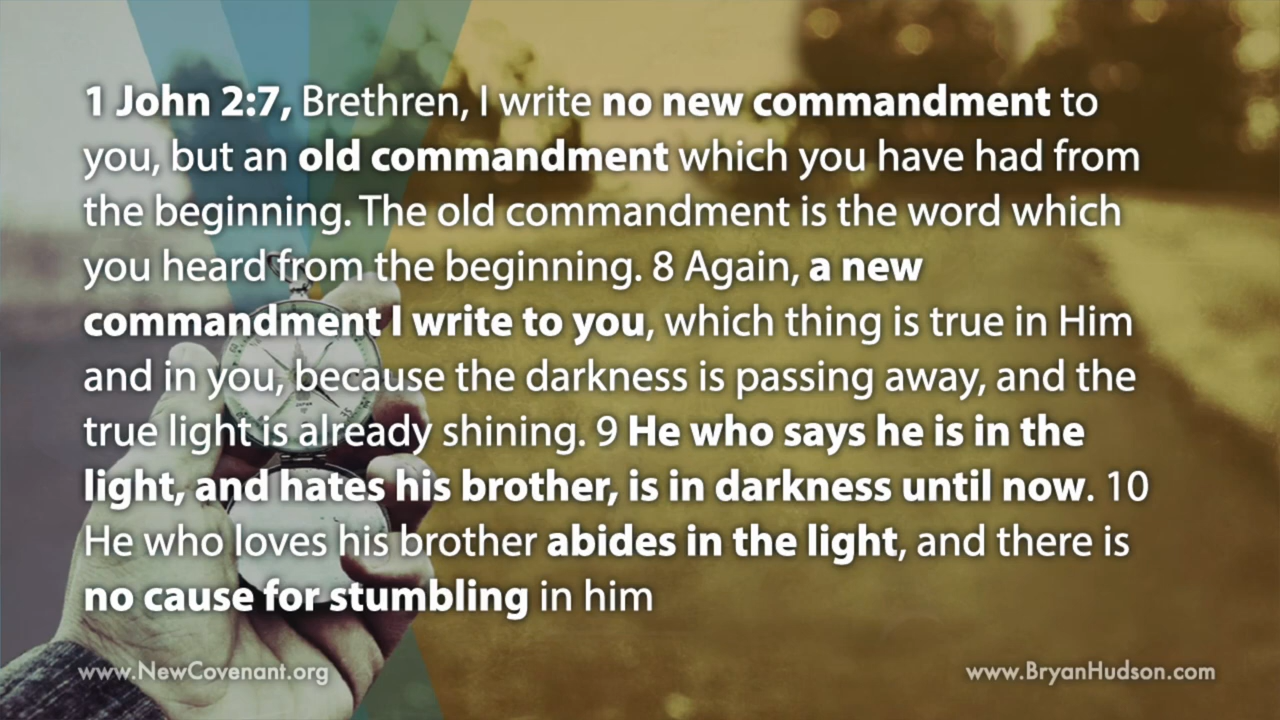 1 John 2:7, Brethren, I write no new commandment to
you, but an old commandment which you have had from
the beginning. The old commandment is the word which
you heard from the beginning. 8 Again, a new
commandment I write to you, which thing is true in Him
and in you, because the darkness is passing away, and the
true light is already shining. 9 He who says he is in the
light, and hates his brother, is in darkness until now. 10
He who loves his brother abides in the light, and there is
no cause for stumbling in him
www.NewCovenant.org
www.BryanHudson.com